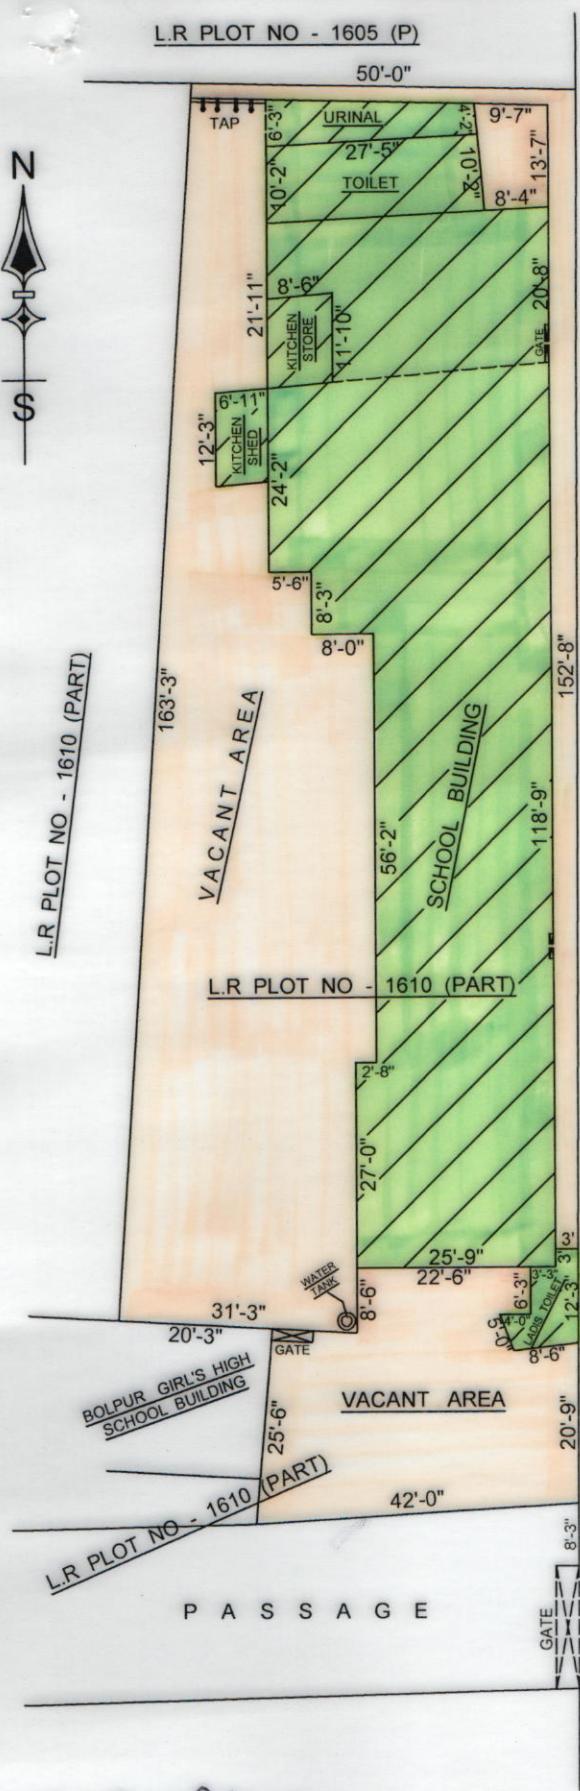 L.R PLOT NO - 1605 (P)
50'-0"
TAP
6'-3"
URINAL
4'-2"
9'-7"
N
27'-5"
10'-2"
TOILET
10'-2"
13'-7"
8'-4"
21'-11"
8'-6"
KITCHEN
STORE
11'-10"
20'-8"
GATE
S
6'-11"
12'-3"
KITCHEN
SHED
24'-2"
5'-6"
8'-3"
8'-0"
163'-3"
152'-8"
L.R PLOT NO - 1610 (PART)
VACANT AREA
SCHOOL BUILDING
56'-2"
118'-9"
L.R PLOT NO - 1610 (PART)
2'-8"
27'-0"
25'-9"
22'-6"
3'
3"
WATER
TANK
8'-6"
6'-3"
3'-3"
LADIS TOILET
12'-3"
4'-0"
5'-0"
8'-6"
31'-3"
20'-3"
GATE
BOLPUR GIRL'S HIGH
SCHOOL BUILDING
25'-6"
VACANT AREA
20'-9"
42'-0"
L.R PLOT NO - 1610 (PART)
8'-3"
PASSAGE
GATE